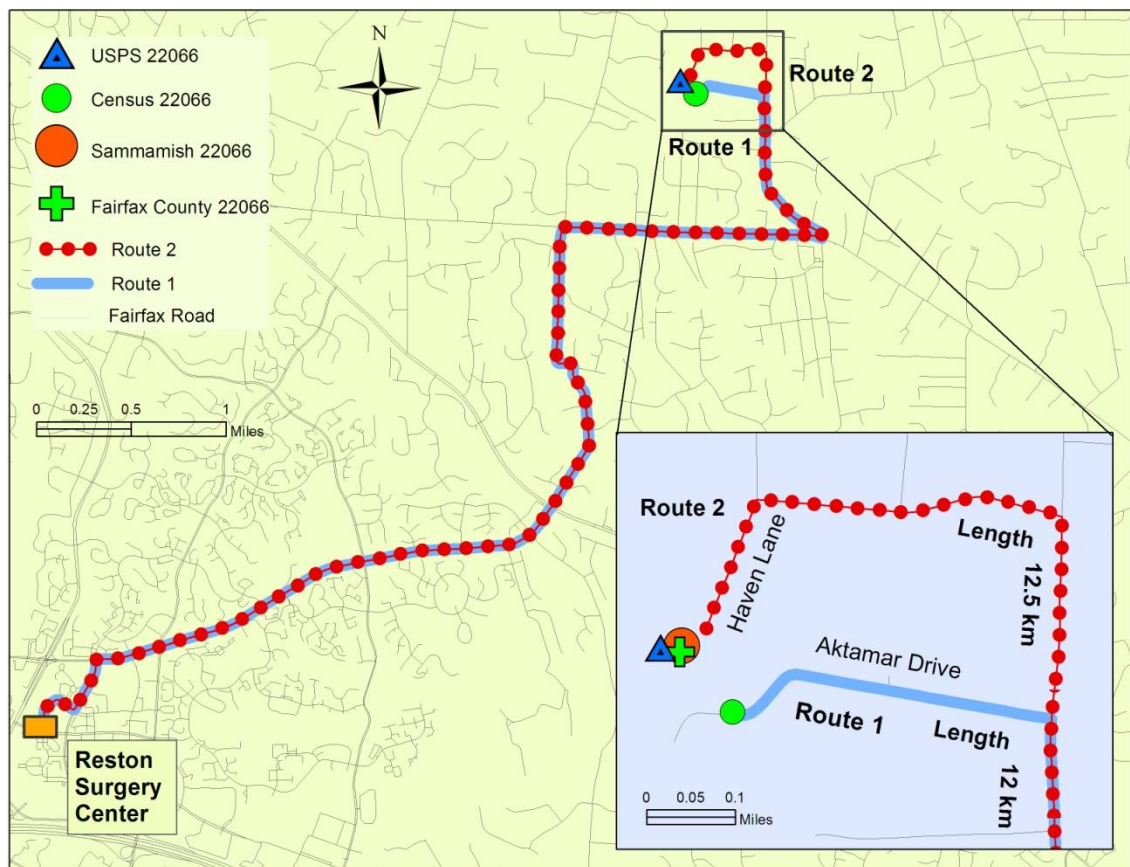 USPS 22066
Census 22066
Sammamish 22066
Fairfax County 22066
Route 2
Route 1
Fairfax Road
N
Route 2
Route 1
0 0.25 0.5 1
Miles
Route 2
Haven Lane
Length
12.5 km
Aktamar Drive
Route 1
Length
12 km
0 0.05 0.1
Miles
Reston
Surgery
Center